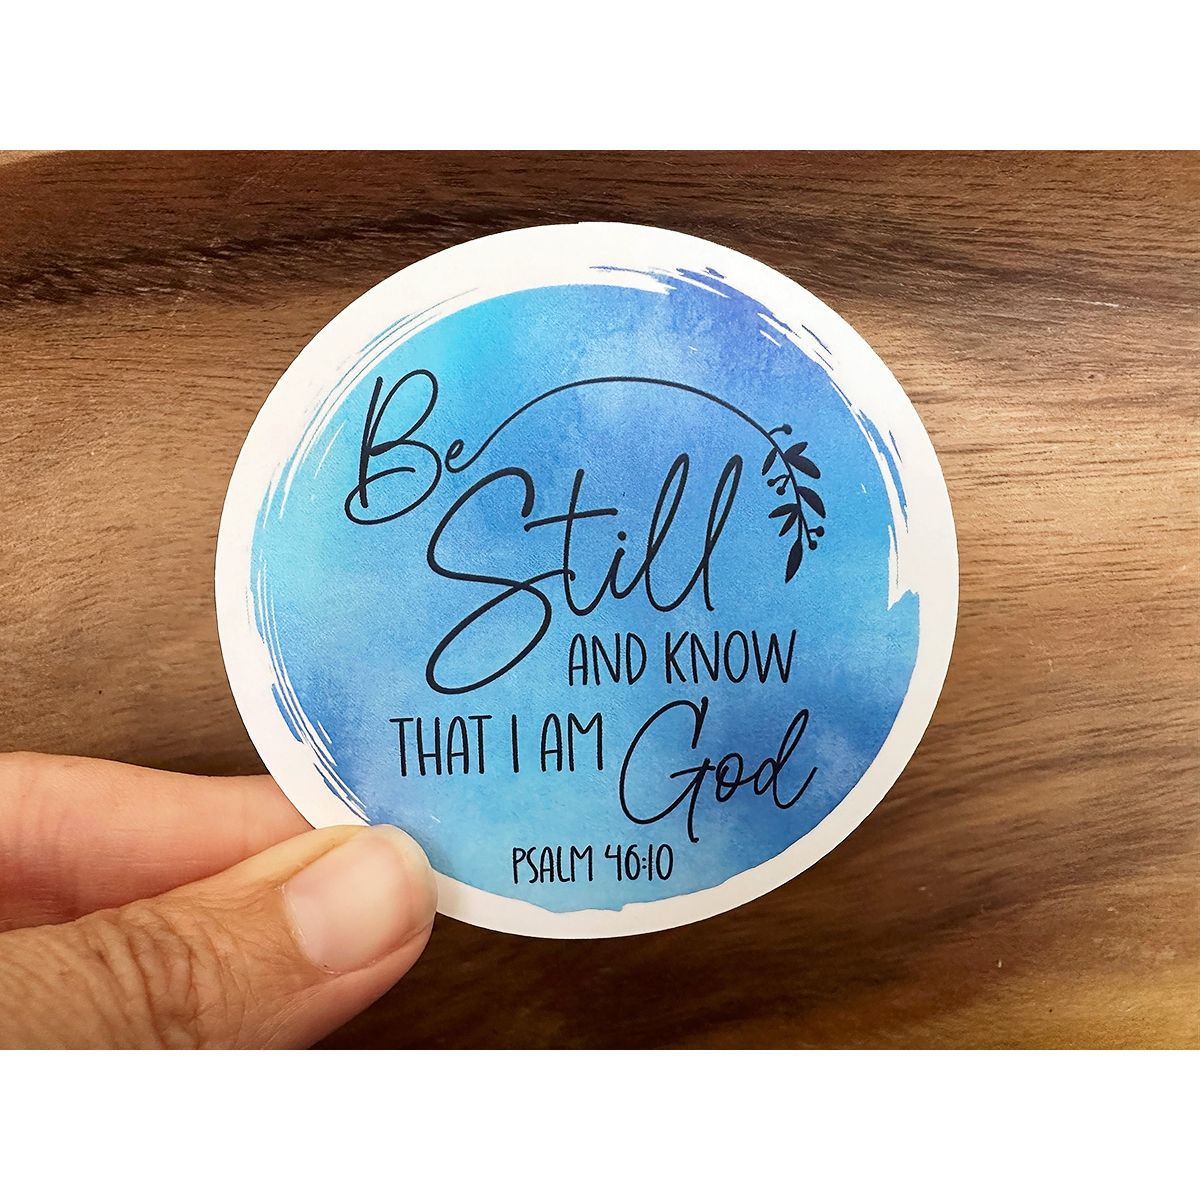 Be
Still
AND KNOW
THAT I AM God
PSALM 46:10